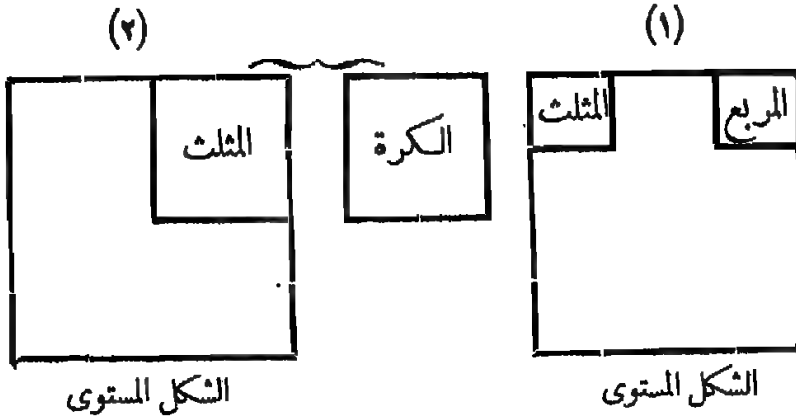 (١)
(٢)
المربع
المثلث
الكرة
المثلث
الشكل المستوى
الشكل المستوى